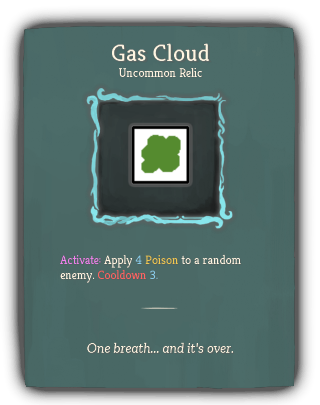 Gas Cloud
Uncommon Relic
Activate: Apply 4 Poison to a random
enemy. Cooldown 3.
One breath... and it's over.